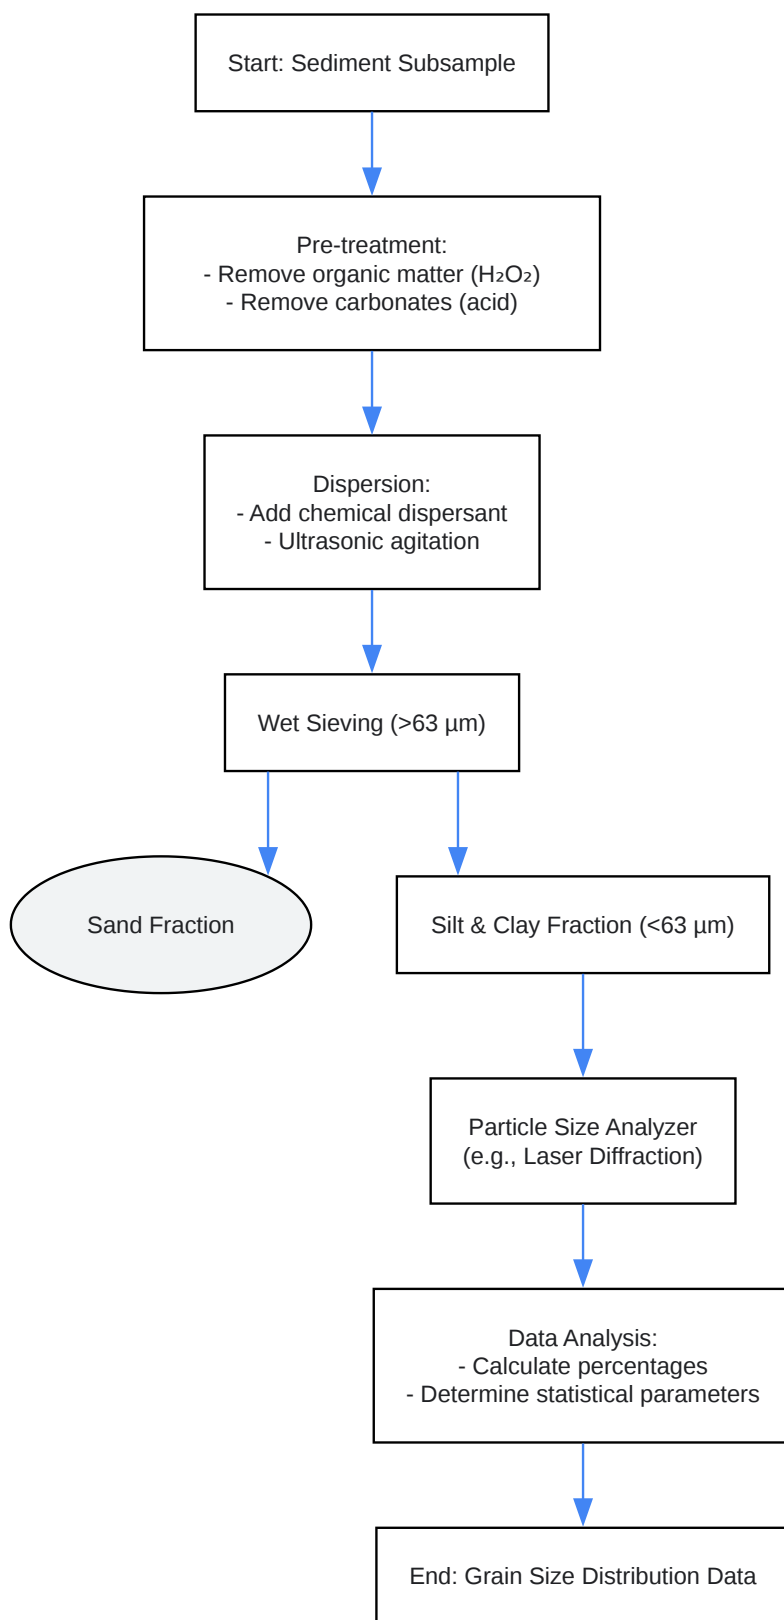 Start: Sediment Subsample
Pre-treatment:
- Remove organic matter (H₂O₂)
- Remove carbonates (acid)
Dispersion:
- Add chemical dispersant
- Ultrasonic agitation
Wet Sieving (>63 µm)
Sand Fraction
Silt & Clay Fraction (<63 µm)
Particle Size Analyzer
(e.g., Laser Diffraction)
Data Analysis:
- Calculate percentages
- Determine statistical parameters
End: Grain Size Distribution Data